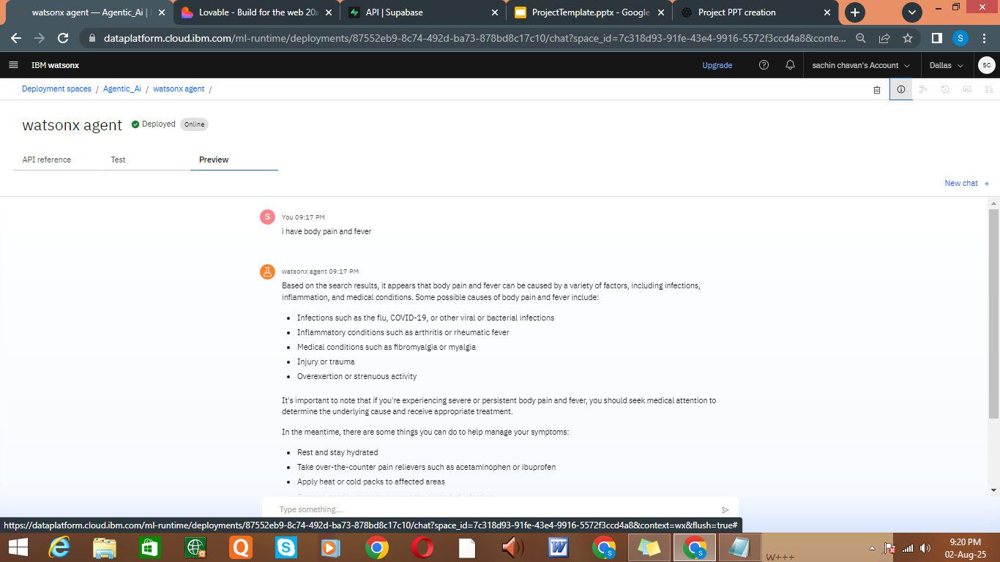 watsonx agent — Agentic_Ai |
Lovable - Build for the web 20x
API | Supabase
ProjectTemplate.pptx - Google
Project PPT creation
dataplatform.cloud.ibm.com/ml-runtime/deployments/87552eb9-8c74-492d-ba73-878bd8c17c10/chat?space_id=7c318d93-91fe-43e4-9916-5572f3ccd4a8&conte...
S
IBM watsonx
Upgrade
sachin chavan's Account
Dallas
SC
Deployment spaces / Agentic_Ai / watsonx agent /
watsonx agent
Deployed
Online
API reference
Test
Preview
New chat +
S
You 09:17 PM
i have body pain and fever
watsonx agent 09:17 PM
Based on the search results, it appears that body pain and fever can be caused by a variety of factors, including infections,
inflammation, and medical conditions. Some possible causes of body pain and fever include:
• Infections such as the flu, COVID-19, or other viral or bacterial infections
• Inflammatory conditions such as arthritis or rheumatic fever
• Medical conditions such as fibromyalgia or myalgia
• Injury or trauma
• Overexertion or strenuous activity
It's important to note that if you're experiencing severe or persistent body pain and fever, you should seek medical attention to
determine the underlying cause and receive appropriate treatment.
In the meantime, there are some things you can do to help manage your symptoms:
• Rest and stay hydrated
• Take over-the-counter pain relievers such as acetaminophen or ibuprofen
• Apply heat or cold packs to affected areas
Type something...
https://dataplatform.cloud.ibm.com/ml-runtime/deployments/87552eb9-8c74-492d-ba73-878bd8c17c10/chat?space_id=7c318d93-91fe-43e4-9916-5572f3ccd4a8&context=wx&flush=true#
W+++
9:20 PM
02-Aug-25